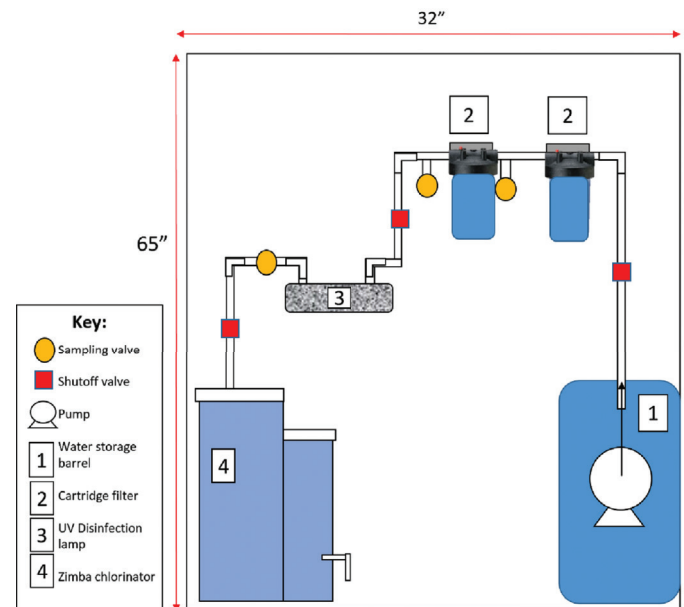 32”
2
2
65”
3
1
4
Key:
Sampling valve
Shutoff valve
Pump
1 Water storage
barrel
2 Cartridge filter
3 UV Disinfection
lamp
4 Zimba chlorinator